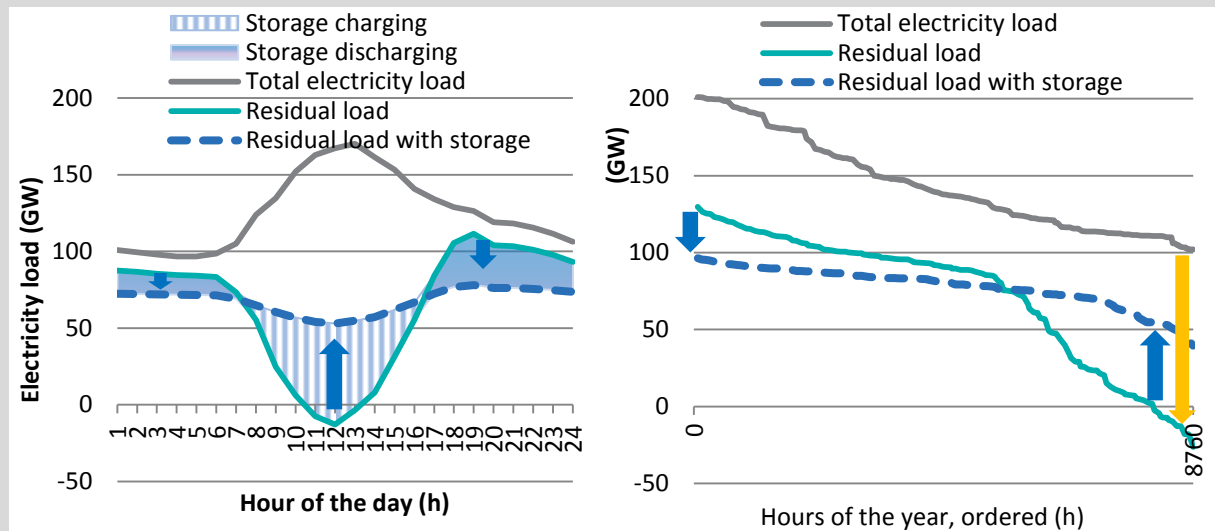 Storage charging
Storage discharging
Total electricity load
Residual load
Residual load with storage
Electricity load (GW)
200
150
100
50
0
-50
1 2 3 4 5 6 7 8 9 10 11 12 13 14 15 16 17 18 19 20 21 22 23 24
Hour of the day (h)
Total electricity load
Residual load
Residual load with storage
(GW)
200
150
100
50
0
-50
0 8760
Hours of the year, ordered (h)